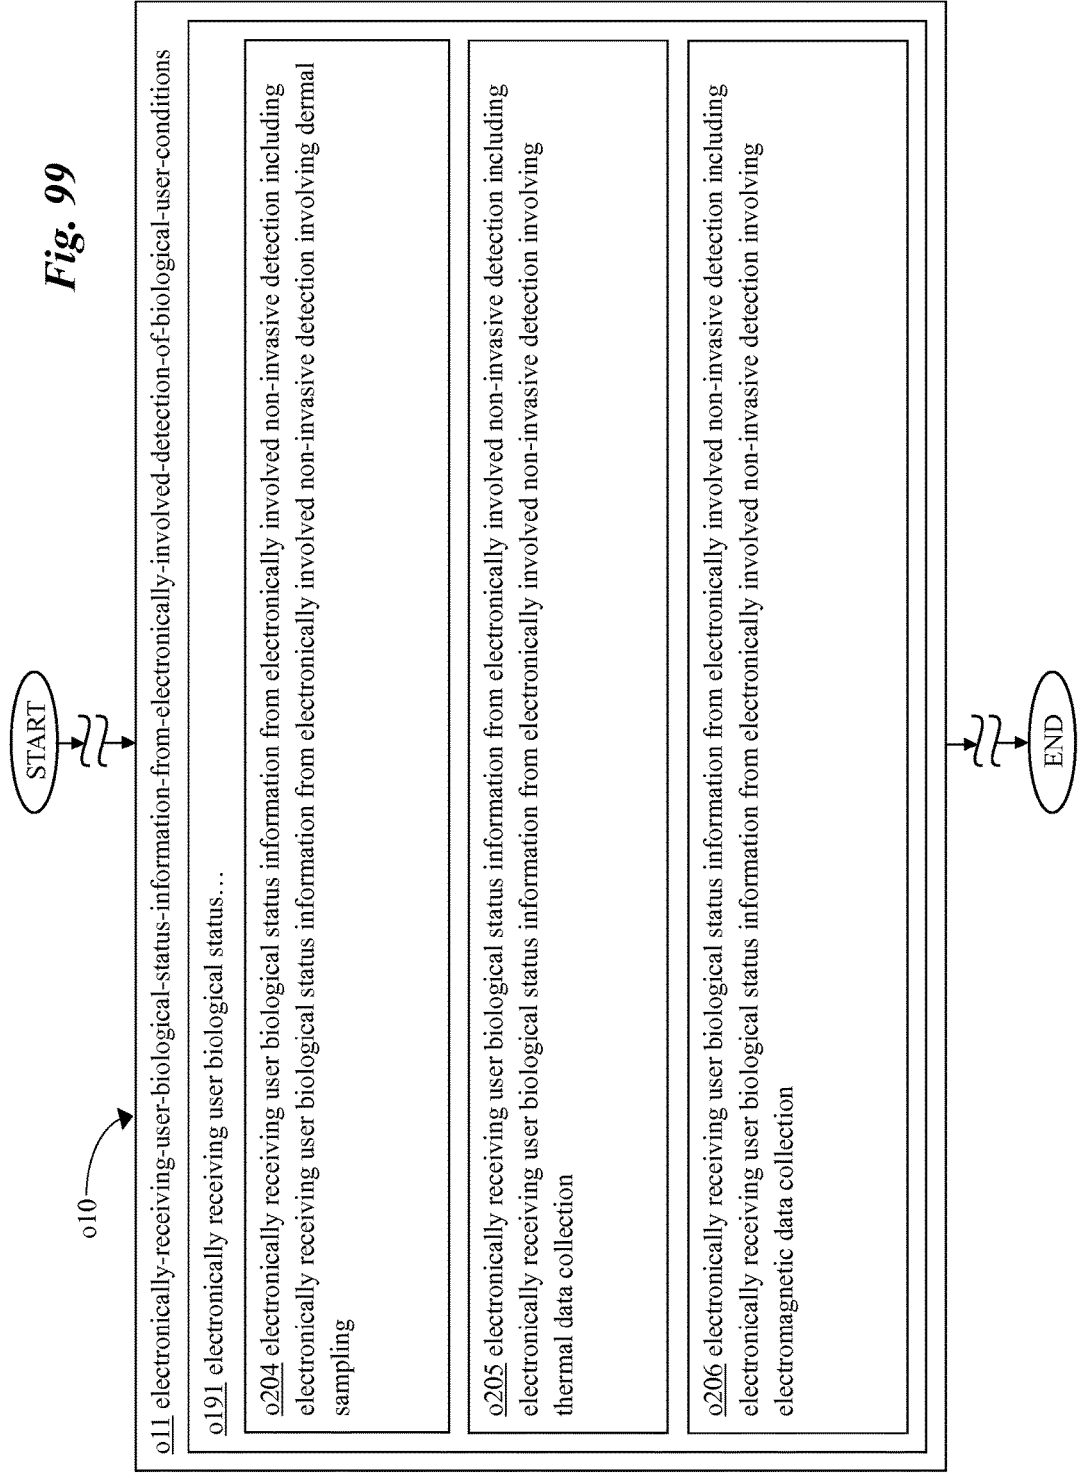 Fig. 99
START
o10
o11 electronically-receiving-user-biological-status-information-from-electronically-involved-detection-of-biological-user-conditions
o191 electronically receiving user biological status…
o204 electronically receiving user biological status information from electronically involved non-invasive detection including
electronically receiving user biological status information from electronically involved non-invasive detection involving dermal
sampling
o205 electronically receiving user biological status information from electronically involved non-invasive detection including
electronically receiving user biological status information from electronically involved non-invasive detection involving
thermal data collection
o206 electronically receiving user biological status information from electronically involved non-invasive detection including
electronically receiving user biological status information from electronically involved non-invasive detection involving
electromagnetic data collection
END